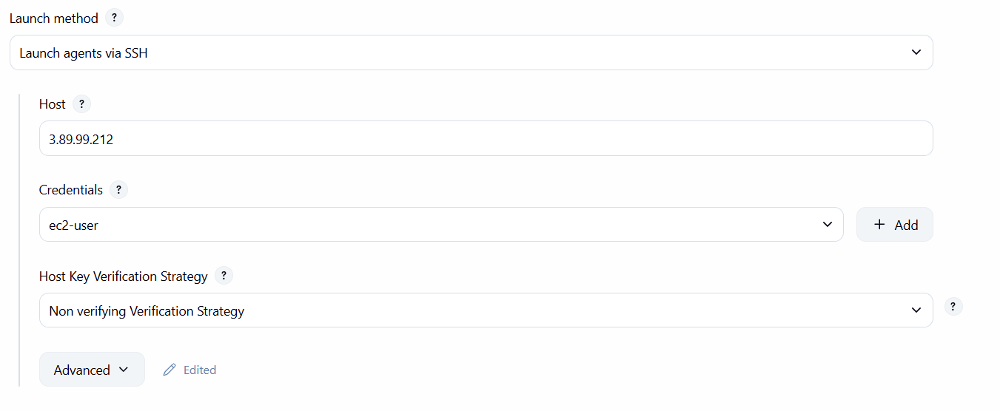 Launch method ?
Launch agents via SSH
Host ?
3.89.99.212
Credentials ?
ec2-user
+ Add
Host Key Verification Strategy ?
Non verifying Verification Strategy
?
Advanced
Edited